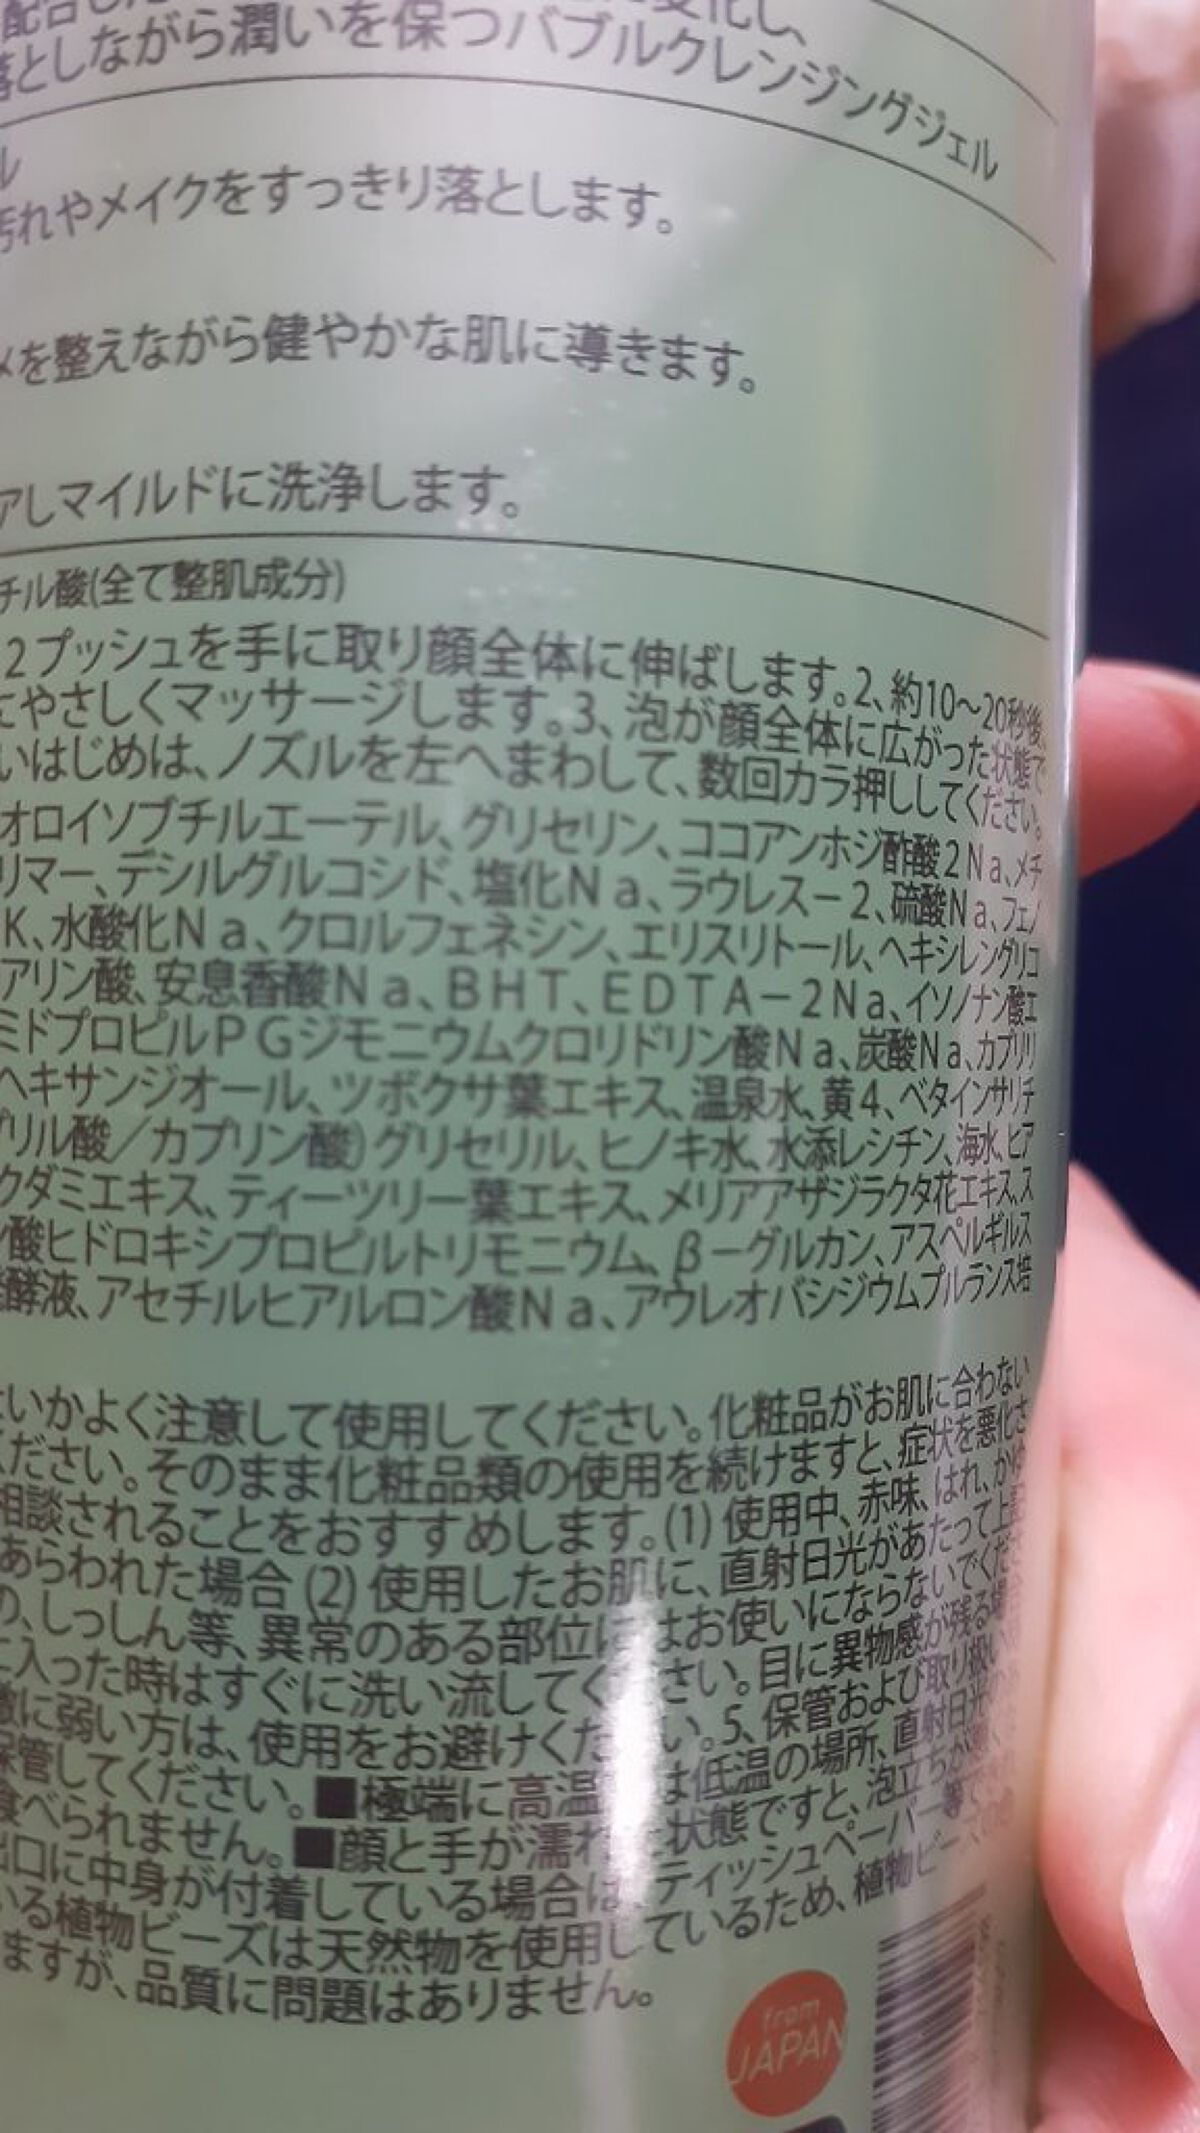 落としながら潤いを保つバブルクレンジングジェル
汚れやメイクをすっきり落とします。
を整えながら健やかな肌に導きます。
アしマイルドに洗浄します。
チル酸(全て整肌成分)
2プッシュを手に取り顔全体に伸ばします。2、約10〜20秒後、
にやさしくマッサージします。3、泡が顔全体に広がった状態で
いはじめは、ノズルを左へまわして、数回カラ押ししてください。
オロイソブチルエーテル、グリセリン、ココアンホジ酢酸2Na、メチ
リマー、デシルグルコシド、塩化Na、ラウレス−2、硫酸Na、フェノ
K、水酸化Na、クロルフェネシン、エリスリトール、ヘキシレングリコ
アリン酸、安息香酸Na、BHT、EDTA−2Na、イソノナン酸エ
ミドプロピルPGジモニウムクロリドリン酸Na、炭酸Na、カプリリ
ヘキサンジオール、ツボクサ葉エキス、温泉水、黄4、ベタインサリチ
プリル酸／カプリン酸)グリセリル、ヒノキ水、水添レシチン、海水、ヒア
クダミエキス、ティーツリー葉エキス、メリアアザジラクタ花エキス、ス
酸ヒドロキシプロピルトリモニウム、β−グルカン、アスペルギルス
酵液、アセチルヒアルロン酸Na、アウレオバシジウムプルランス培
いかよく注意して使用してください。化粧品がお肌に合わない
ください。そのまま化粧品類の使用を続けますと、症状を悪化さ
相談されることをおすすめします。(1) 使用中、赤味、はれ、かゆ
あらわれた場合 (2) 使用したお肌に、直射日光があたって上記
の、しっしん等、異常のある部位にはお使いにならないでくだ
に入った時はすぐに洗い流してください。目に異物感が残る場
激に弱い方は、使用をお避けください。5、保管および取り扱い
保管してください。■極端に高温 は低温の場所、直射日光
食べられません。■顔と手が濡れ 状態ですと、泡立ちが
出口に中身が付着している場合は、ティッシュペーパー等で
いる植物ビーズは天然物を使用しているため、植物ビー
ますが、品質に問題はありません。
from
JAPAN